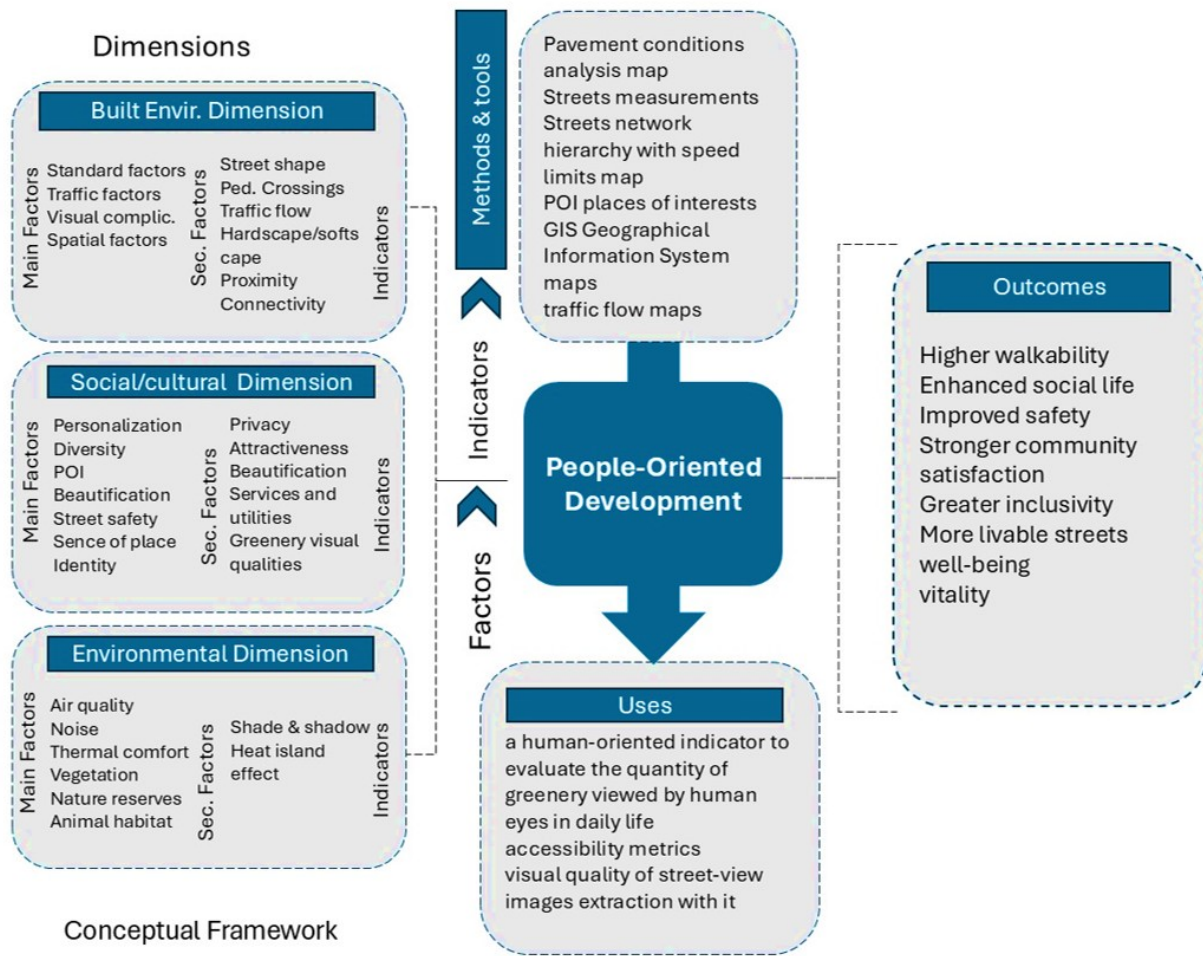 Dimensions
Built Envir. Dimension
Main Factors
Standard factors
Traffic factors
Visual complic.
Spatial factors
Sec. Factors
Street shape
Ped. Crossings
Traffic flow
Hardscape/softs
cape
Proximity
Connectivity
Indicators
Social/cultural Dimension
Main Factors
Personalization
Diversity
POI
Beautification
Street safety
Sence of place
Identity
Sec. Factors
Privacy
Attractiveness
Beautification
Services and
utilities
Greenery visual
qualities
Indicators
Environmental Dimension
Main Factors
Air quality
Noise
Thermal comfort
Vegetation
Nature reserves
Animal habitat
Sec. Factors
Shade & shadow
Heat island
effect
Indicators
Conceptual Framework
Methods & tools
Indicators
Factors
Pavement conditions
analysis map
Streets measurements
Streets network
hierarchy with speed
limits map
POI places of interests
GIS Geographical
Information System
maps
traffic flow maps
People-Oriented
Development
Uses
a human-oriented indicator to
evaluate the quantity of
greenery viewed by human
eyes in daily life
accessibility metrics
visual quality of street-view
images extraction with it
Outcomes
Higher walkability
Enhanced social life
Improved safety
Stronger community
satisfaction
Greater inclusivity
More livable streets
well-being
vitality